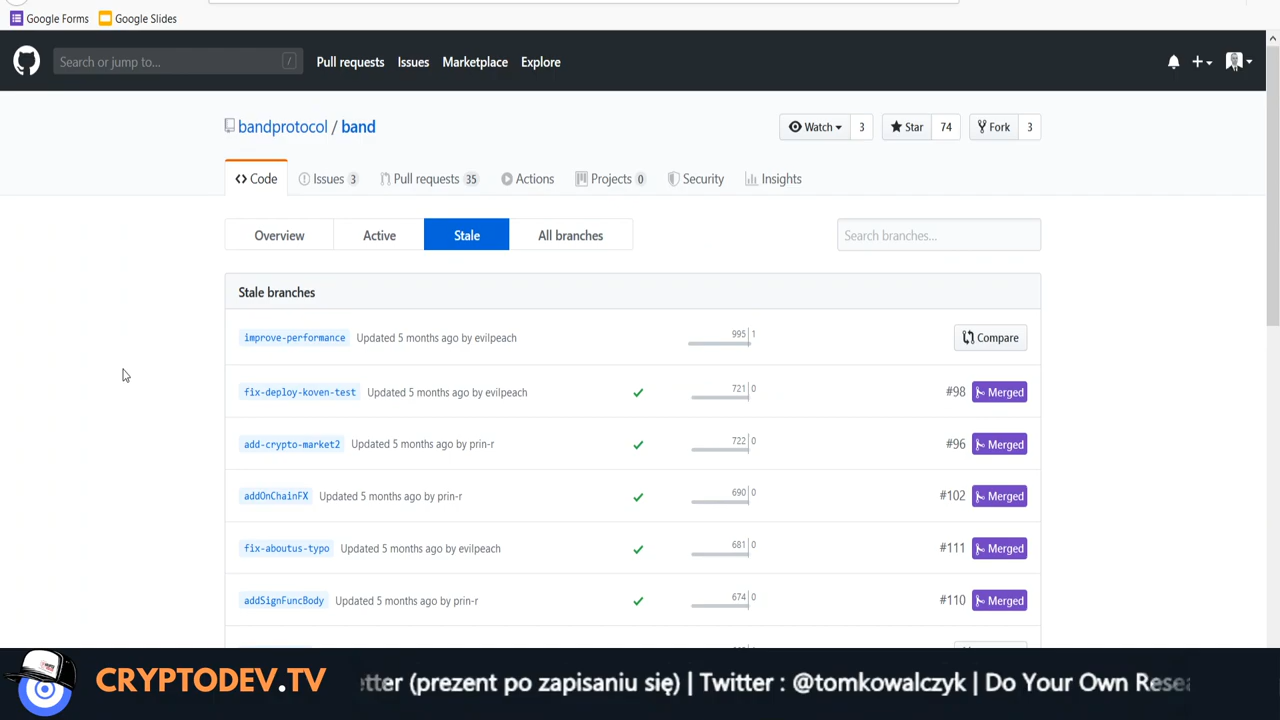 Google Forms Google Slides
Search or jump to... / Pull requests Issues Marketplace Explore
bandprotocol / band Watch 3 Star 74 Fork 3
Code Issues 3 Pull requests 35 Actions Projects 0 Security Insights
Overview Active Stale All branches Search branches...
Stale branches
improve-performance Updated 5 months ago by evilpeach 995 1 Compare
fix-deploy-koven-test Updated 5 months ago by evilpeach 721 0 #98 Merged
add-crypto-market2 Updated 5 months ago by prin-r 722 0 #96 Merged
addOnChainFX Updated 5 months ago by prin-r 690 0 #102 Merged
fix-aboutus-typo Updated 5 months ago by evilpeach 681 0 #111 Merged
addSignFuncBody Updated 5 months ago by prin-r 674 0 #110 Merged
CRYPTODEV.TV etter (prezent po zapisaniu się) | Twitter : @tomkowalczyk | Do Your Own Resea